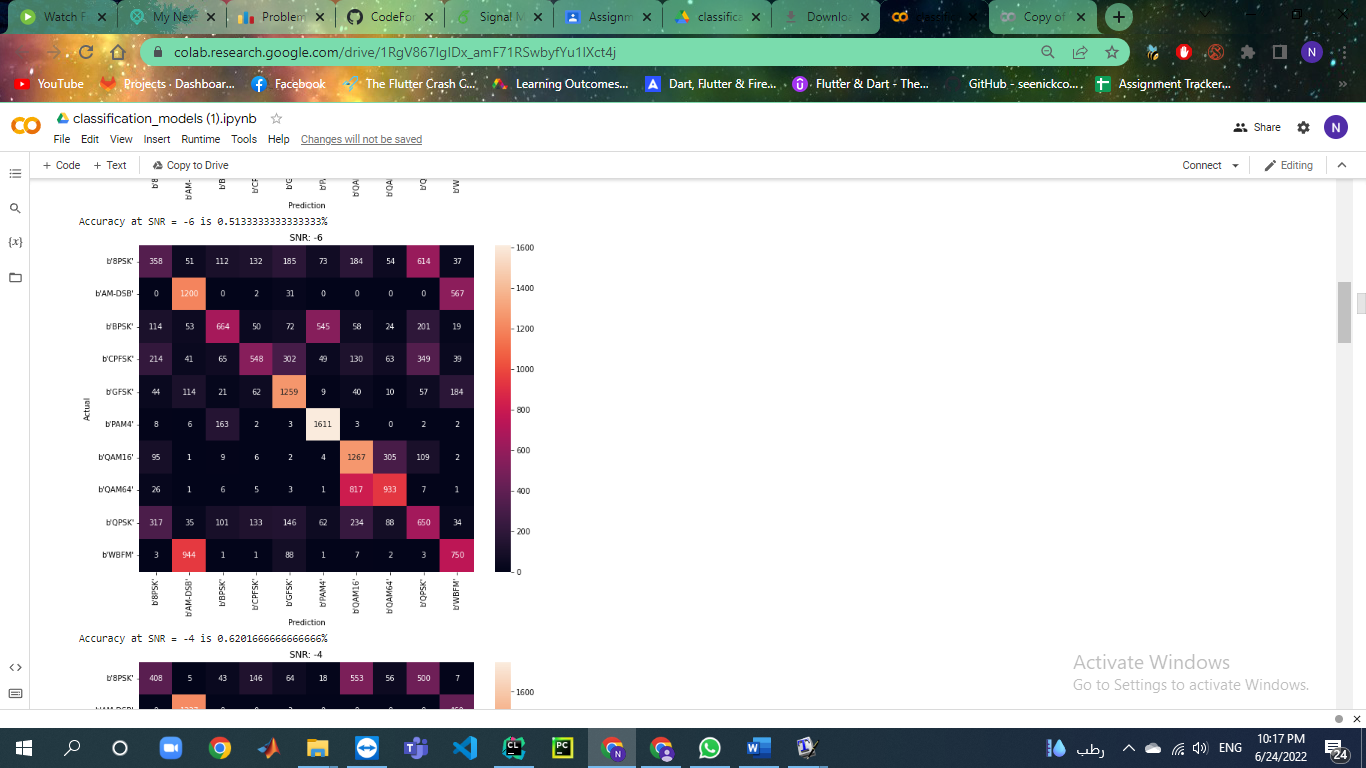 Watch F
My Nex
Problem
CodeFor
Signal M
Assignm
classifica
Downloa
Copy of
colab.research.google.com/drive/1RgV867IgIDx_amF71RSwbyfYu1IXct4j
N
YouTube
Projects · Dashboar...
Facebook
The Flutter Crash C...
Learning Outcomes...
Dart, Flutter & Fire...
Flutter & Dart - The...
GitHub - seenickco...
Assignment Tracker...
»
classification_models (1).ipynb
File Edit View Insert Runtime Tools Help Changes will not be saved
Share
N
+ Code + Text Copy to Drive
Connect
Editing
Prediction
Accuracy at SNR = -6 is 0.5133333333333333%
SNR: -6
b'8PSK' 358 51 112 132 185 73 184 54 614 37
b'AM-DSB' 0 1200 0 2 31 0 0 0 0 567
b'BPSK' 114 53 664 50 72 545 58 24 201 19
b'CPFSK' 214 41 65 548 302 49 130 63 349 39
b'GFSK' 44 114 21 62 1259 9 40 10 57 184
b'PAM4' 8 6 163 2 3 1611 3 0 2 2
b'QAM16' 95 1 9 6 2 4 1267 305 109 2
b'QAM64' 26 1 6 5 3 1 817 933 7 1
b'QPSK' 317 35 101 133 146 62 234 88 650 34
b'WBFM' 3 944 1 1 88 1 7 2 3 750
Actual
b'8PSK' b'AM-DSB' b'BPSK' b'CPFSK' b'GFSK' b'PAM4' b'QAM16' b'QAM64' b'QPSK' b'WBFM'
Prediction
1600
1400
1200
1000
800
600
400
200
0
Accuracy at SNR = -4 is 0.6201666666666666%
SNR: -4
b'8PSK' 408 5 43 146 64 18 553 56 500 7
1600
Activate Windows
Go to Settings to activate Windows.
رطب
ENG
10:17 PM
6/24/2022
24